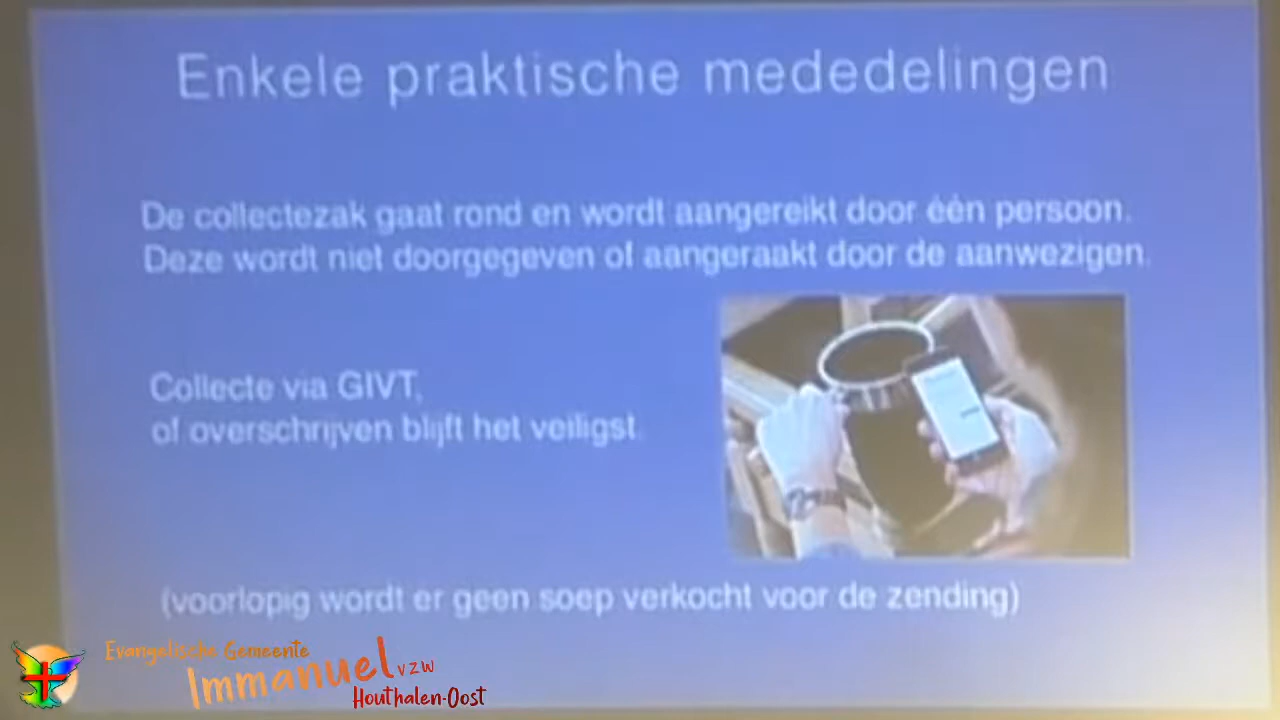 Enkele praktische mededelingen
De collectezak gaat rond en wordt aangereikt door één persoon.
Deze wordt niet doorgegeven of aangeraakt door de aanwezigen.
Collecte via GIVT,
of overschrijven blijft het veiligst.
(voorlopig wordt er geen soep verkocht voor de zending)
Evangelische Gemeente
Immanuel vzw
Houthalen-Oost